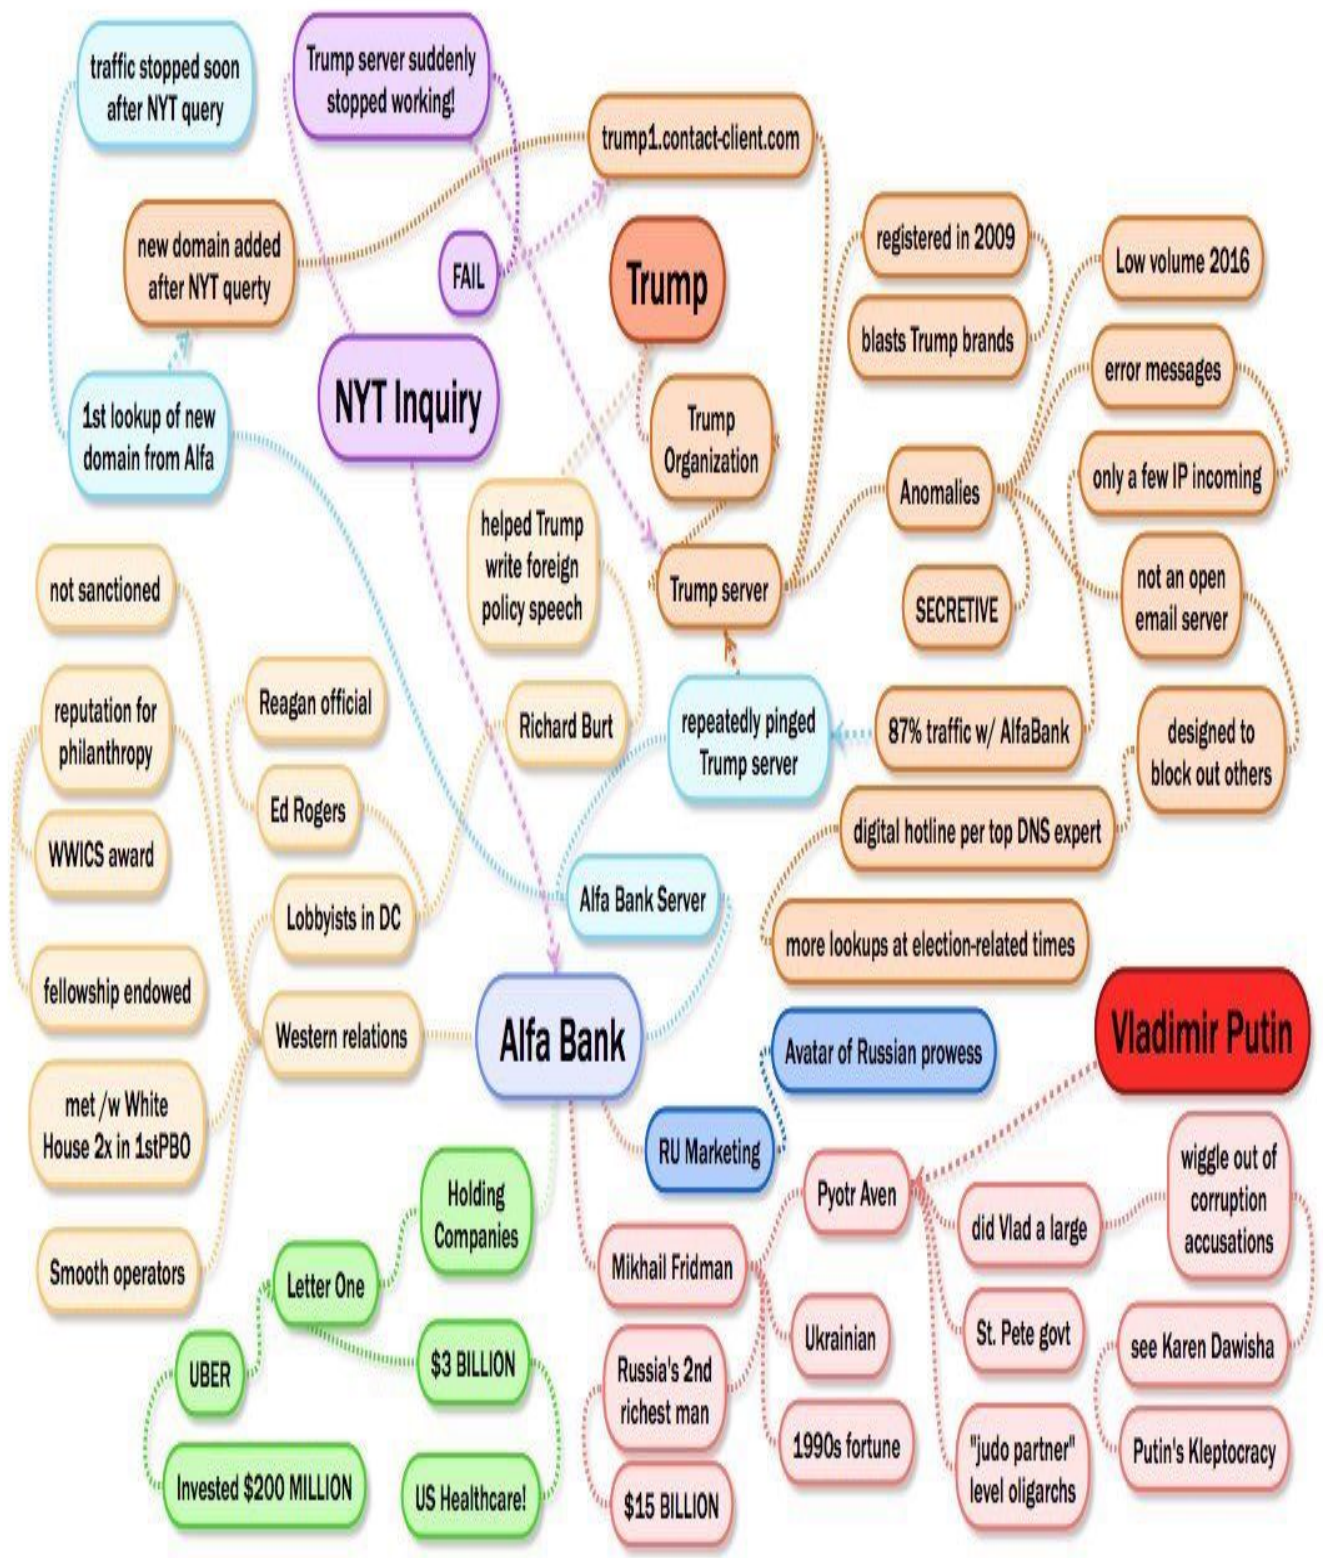 traffic stopped soon
after NYT query
Trump server suddenly
stopped working!
trump1.contact-client.com
new domain added
after NYT querty
FAIL
Trump
registered in 2009
Low volume 2016
blasts Trump brands
error messages
1st lookup of new
domain from Alfa
NYT Inquiry
Trump
Organization
Anomalies
only a few IP incoming
helped Trump
write foreign
policy speech
Trump server
SECRETIVE
not an open
email server
not sanctioned
reputation for
philanthropy
Reagan official
Richard Burt
repeatedly pinged
Trump server
87% traffic w/ AlfaBank
designed to
block out others
Ed Rogers
WWICS award
digital hotline per top DNS expert
Lobbyists in DC
Alfa Bank Server
more lookups at election-related times
fellowship endowed
Western relations
Alfa Bank
Avatar of Russian prowess
Vladimir Putin
met /w White
House 2x in 1stPBO
RU Marketing
Pyotr Aven
wiggle out of
corruption
accusations
Holding
Companies
did Vlad a large
Smooth operators
Letter One
Mikhail Fridman
Ukrainian
St. Pete govt
see Karen Dawisha
UBER
$3 BILLION
Russia's 2nd
richest man
1990s fortune
"judo partner"
level oligarchs
Putin's Kleptocracy
Invested $200 MILLION
US Healthcare!
$15 BILLION